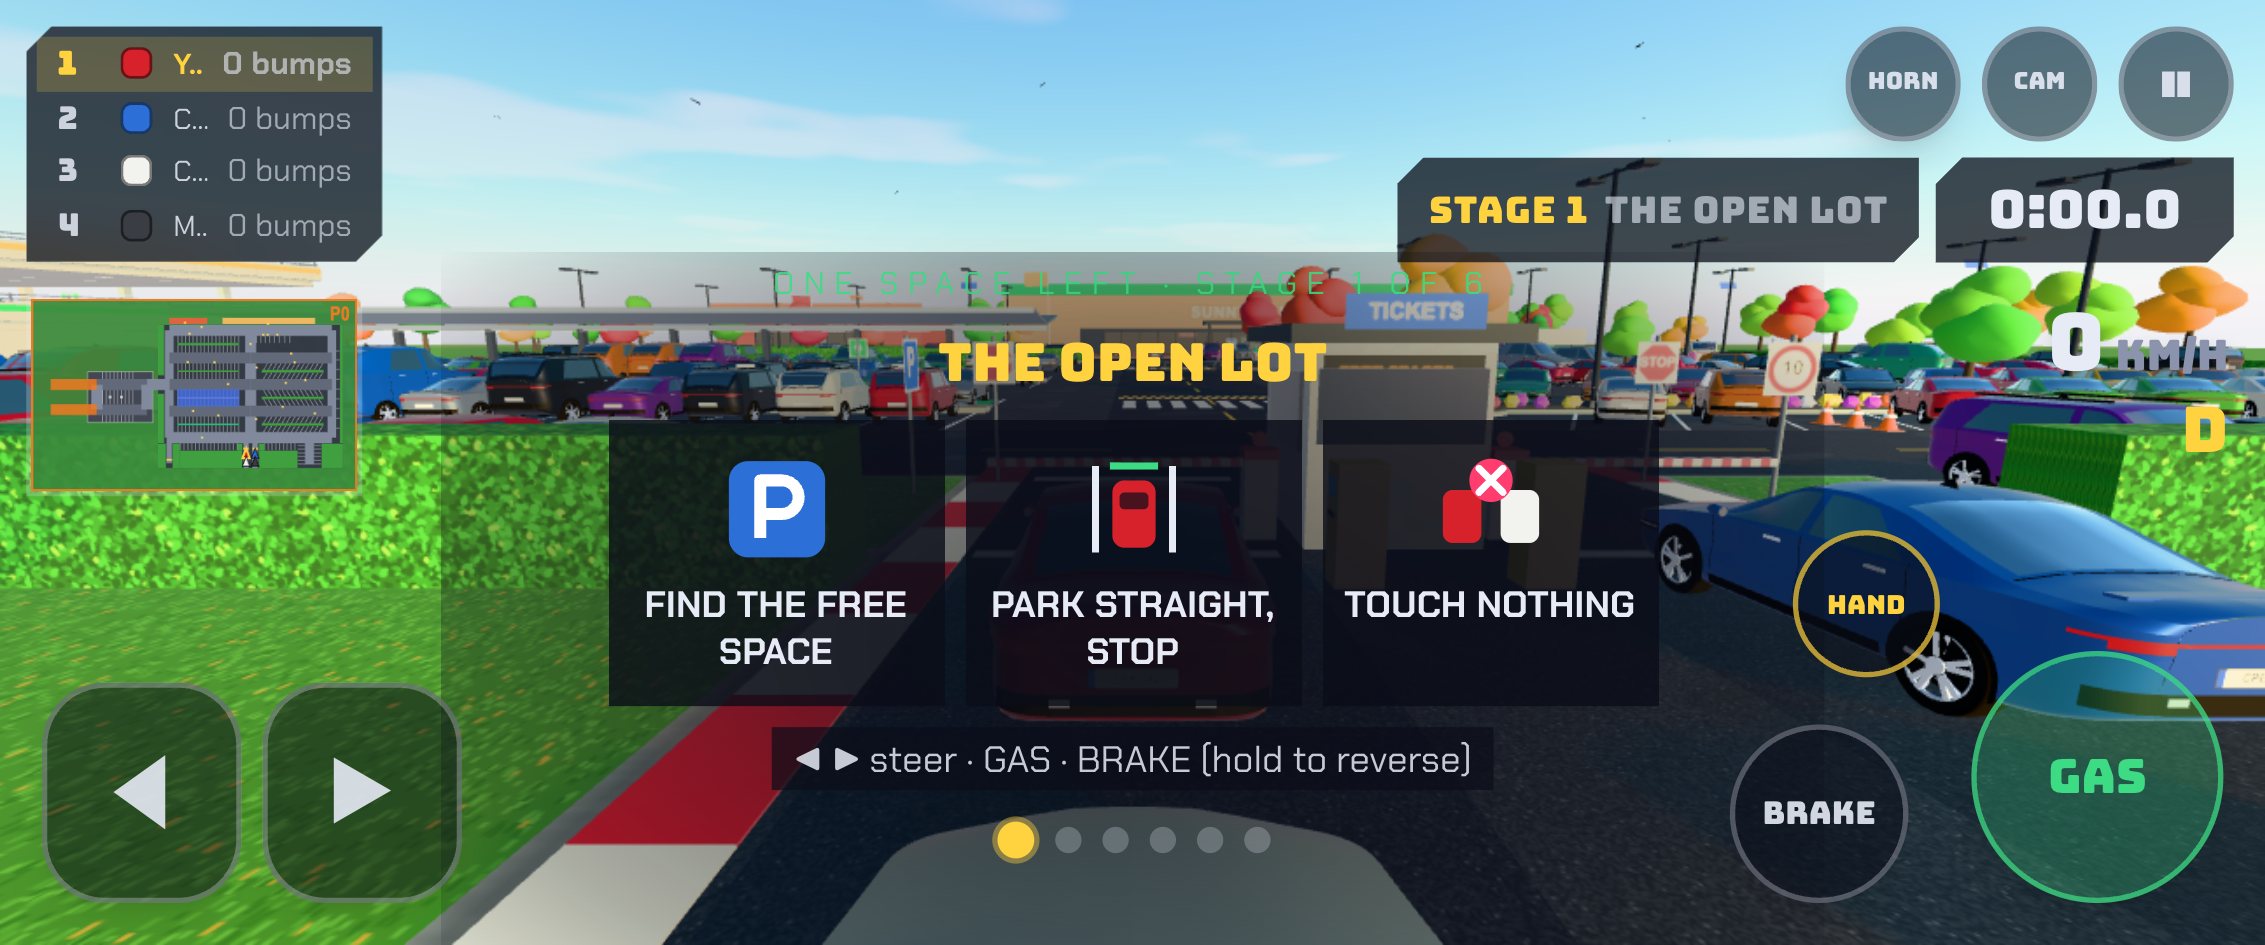 1 Y.. 0 bumps
2 C... 0 bumps
3 C... 0 bumps
4 M.. 0 bumps
HORN
CAM
STAGE 1 THE OPEN LOT
0:00.0
ONE SPACE LEFT · STAGE 1 OF 6
P0
TICKETS
P
STOP
10
0 KM/H
D
THE OPEN LOT
P
FIND THE FREE
SPACE
PARK STRAIGHT,
STOP
TOUCH NOTHING
◀ ▶ steer · GAS · BRAKE (hold to reverse)
HAND
BRAKE
GAS